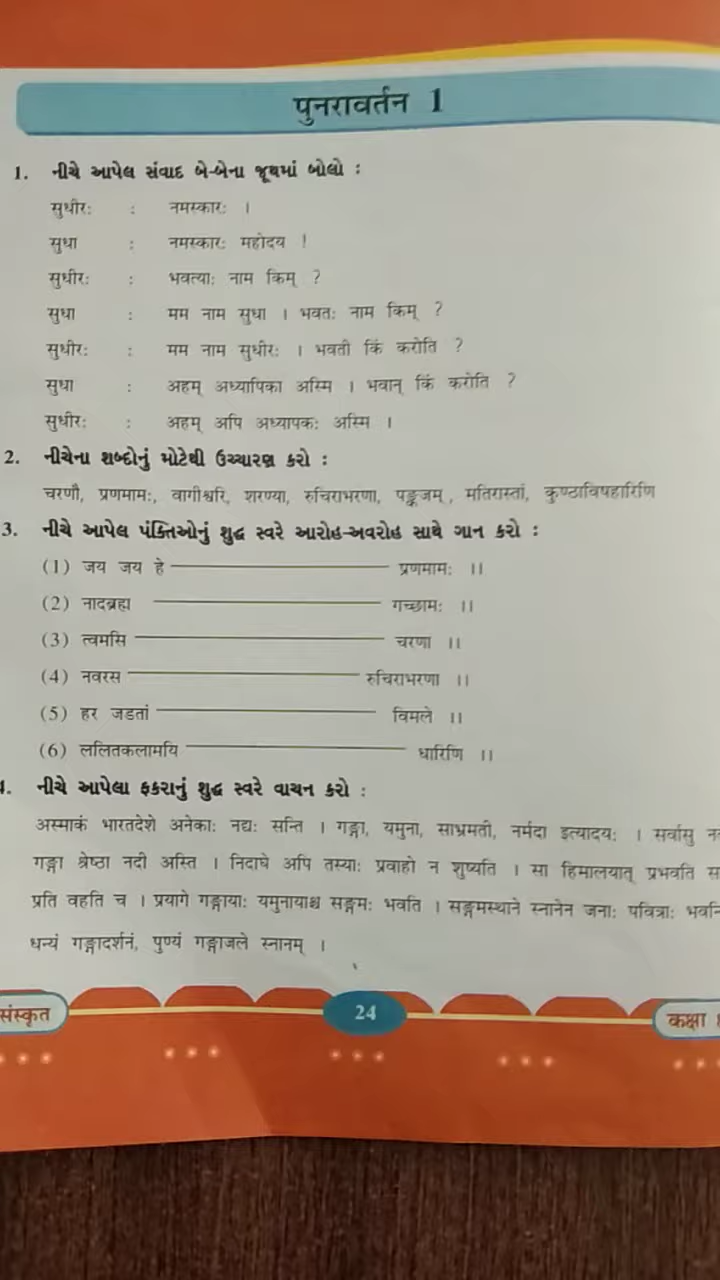 पुनरावर्तन 1
1. નીચે આપેલ સંવાદ બે-બેના જૂથમાં બોલો :
सुधीरः : नमस्कारः ।
सुधा : नमस्कारः महोदय !
सुधीरः : भवत्याः नाम किम् ?
सुधा : मम नाम सुधा । भवतः नाम किम् ?
सुधीरः : मम नाम सुधीरः । भवती किं करोति ?
सुधा : अहम् अध्यापिका अस्मि । भवान् किं करोति ?
सुधीरः : अहम् अपि अध्यापकः अस्मि ।
2. નીચેના શબ્દોનું મોટેથી ઉચ્ચારણ કરો :
चरणौ, प्रणमामः, वागीश्वरि, शरण्या, रुचिराभरणा, पङ्कजम्, मतिरास्तां, कुण्ठाविषहारिणि
3. નીચે આપેલ પંક્તિઓનું શુદ્ધ સ્વરે આરોહ-અવરોહ સાથે ગાન કરો :
(1) जय जय हे ———— प्रणमामः ।।
(2) नादब्रह्म ———— गच्छामः ।।
(3) त्वमसि ———— चरणा ।।
(4) नवरस ———— रुचिराभरणा ।।
(5) हर जडतां ———— विमले ।।
(6) ललितकलामयि ———— धारिणि ।।
. નીચે આપેલા ફકરાનું શુદ્ધ સ્વરે વાચન કરો :
अस्माकं भारतदेशे अनेकाः नद्यः सन्ति । गङ्गा, यमुना, साभ्रमती, नर्मदा इत्यादयः । सर्वासु
गङ्गा श्रेष्ठा नदी अस्ति । निदाघे अपि तस्याः प्रवाहो न शुष्यति । सा हिमालयात् प्रभवति
प्रति वहति च । प्रयागे गङ्गायाः यमुनायाश्च सङ्गमः भवति । सङ्गमस्थाने स्नानेन जनाः पवित्राः
धन्यं गङ्गादर्शनं, पुण्यं गङ्गाजले स्नानम् ।
संस्कृत 24 कक्षा